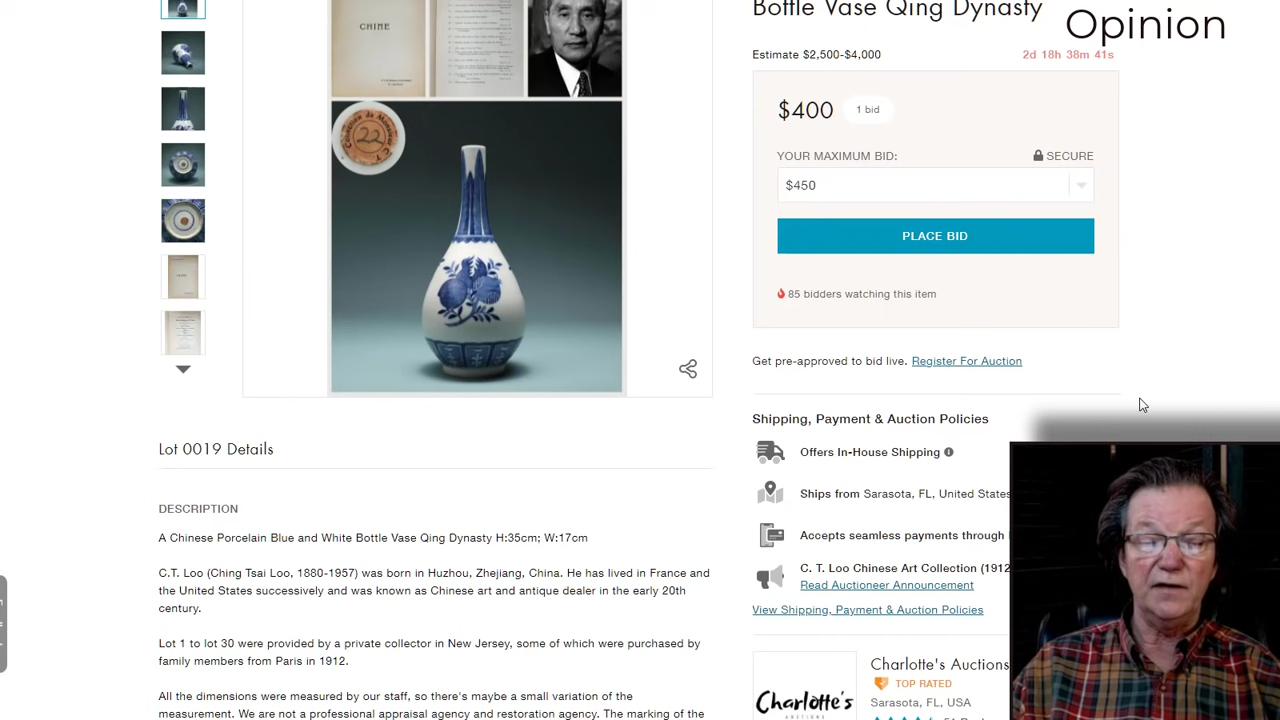 Bottle Vase Qing Dynasty
Opinion
Estimate $2,500-$4,000
2d 18h 38m 41s
CHINE
$400
1 bid
YOUR MAXIMUM BID:
SECURE
$450
PLACE BID
22
85 bidders watching this item
Get pre-approved to bid live. Register For Auction
Shipping, Payment & Auction Policies
Offers In-House Shipping
Ships from Sarasota, FL, United States
Accepts seamless payments through
C. T. Loo Chinese Art Collection (1912
Read Auctioneer Announcement
View Shipping, Payment & Auction Policies
Charlotte's Auctions
TOP RATED
Sarasota, FL, USA
Charlotte's
Lot 0019 Details
DESCRIPTION
A Chinese Porcelain Blue and White Bottle Vase Qing Dynasty H:35cm; W:17cm
C.T. Loo (Ching Tsai Loo, 1880-1957) was born in Huzhou, Zhejiang, China. He has lived in France and
the United States successively and was known as Chinese art and antique dealer in the early 20th
century.
Lot 1 to lot 30 were provided by a private collector in New Jersey, some of which were purchased by
family members from Paris in 1912.
All the dimensions were measured by our staff, so there's maybe a small variation of the
measurement. We are not a professional appraisal agency and restoration agency. The marking of the